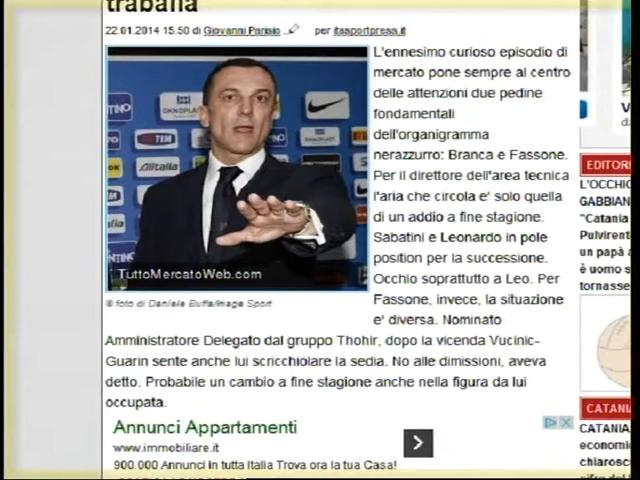 traballa
22.01.2014 15.50 di Giovanni Parisio per itasportpress.it
L'ennesimo curioso episodio di
mercato pone sempre al centro
delle attenzioni due pedine
fondamentali
dell'organigramma
nerazzurro: Branca e Fassone.
Per il direttore dell'area tecnica
l'aria che circola e' solo quella
di un addio a fine stagione.
Sabatini e Leonardo in pole
position per la successione.
Occhio soprattutto a Leo. Per
Fassone, invece, la situazione
e' diversa. Nominato
Amministratore Delegato dal gruppo Thohir, dopo la vicenda Vucinic-
Guarin sente anche lui scricchiolare la sedia. No alle dimissioni, aveva
detto. Probabile un cambio a fine stagione anche nella figura da lui
occupata.
TIM
Alitalia
TuttoMercatoWeb.com
© foto di Daniele Buffa/Image Sport
Annunci Appartamenti
www.immobiliare.it
900.000 Annunci in tutta Italia Trova ora la tua Casa!
EDITOR
L'OCCHIO
GABBIAN
"Catania
Pulvirent
un papà
è uomo s
tornasse
CATANI
CATANIA
economi
chiarosc